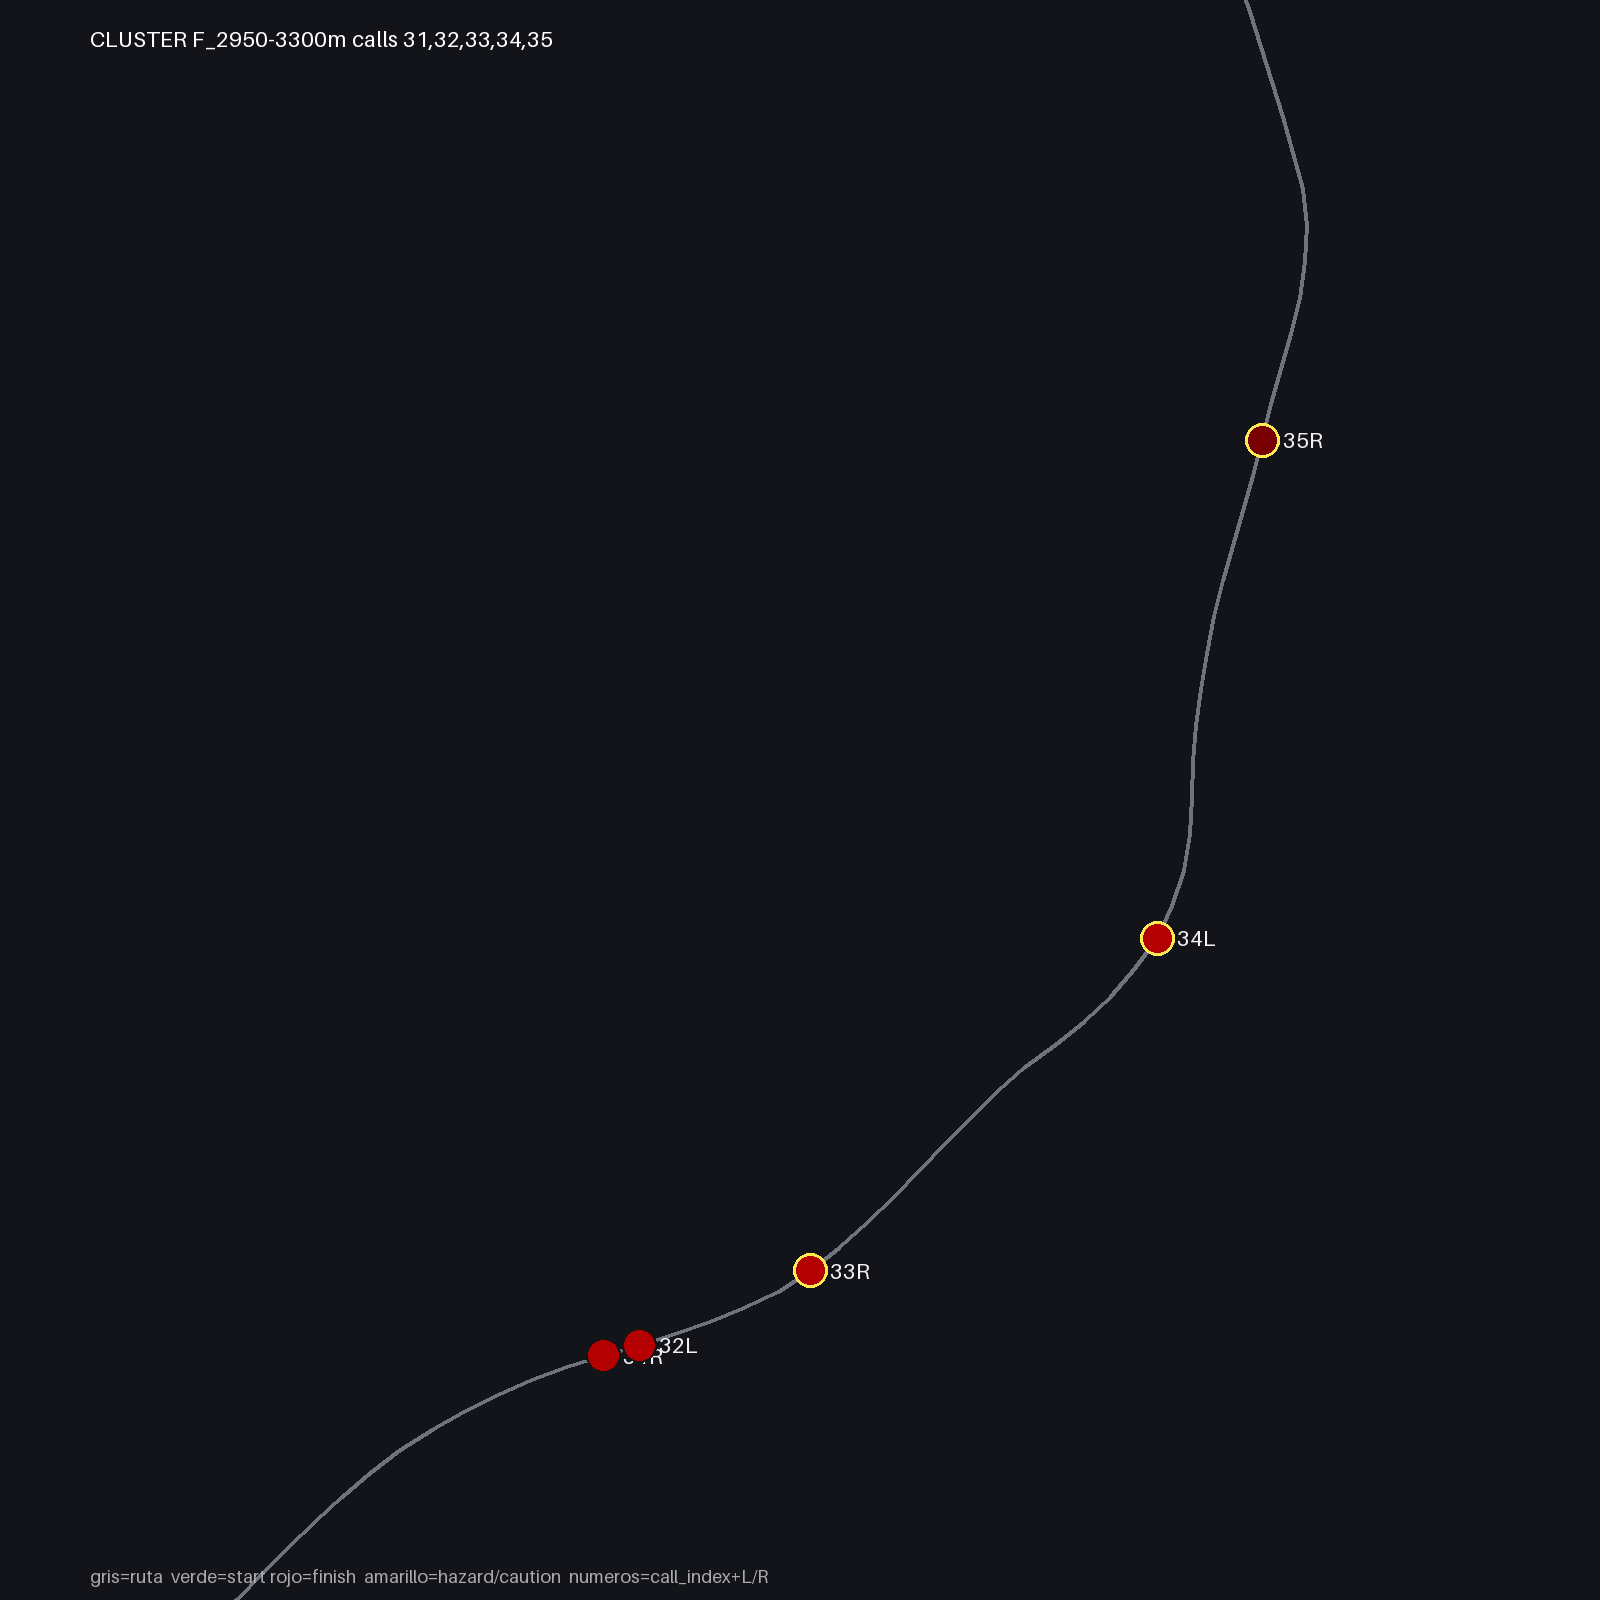 CLUSTER F_2950-3300m calls 31,32,33,34,35
35R
34L
33R
32L
gris=ruta verde=start rojo=finish amarillo=hazard/caution numeros=call_index+L/R